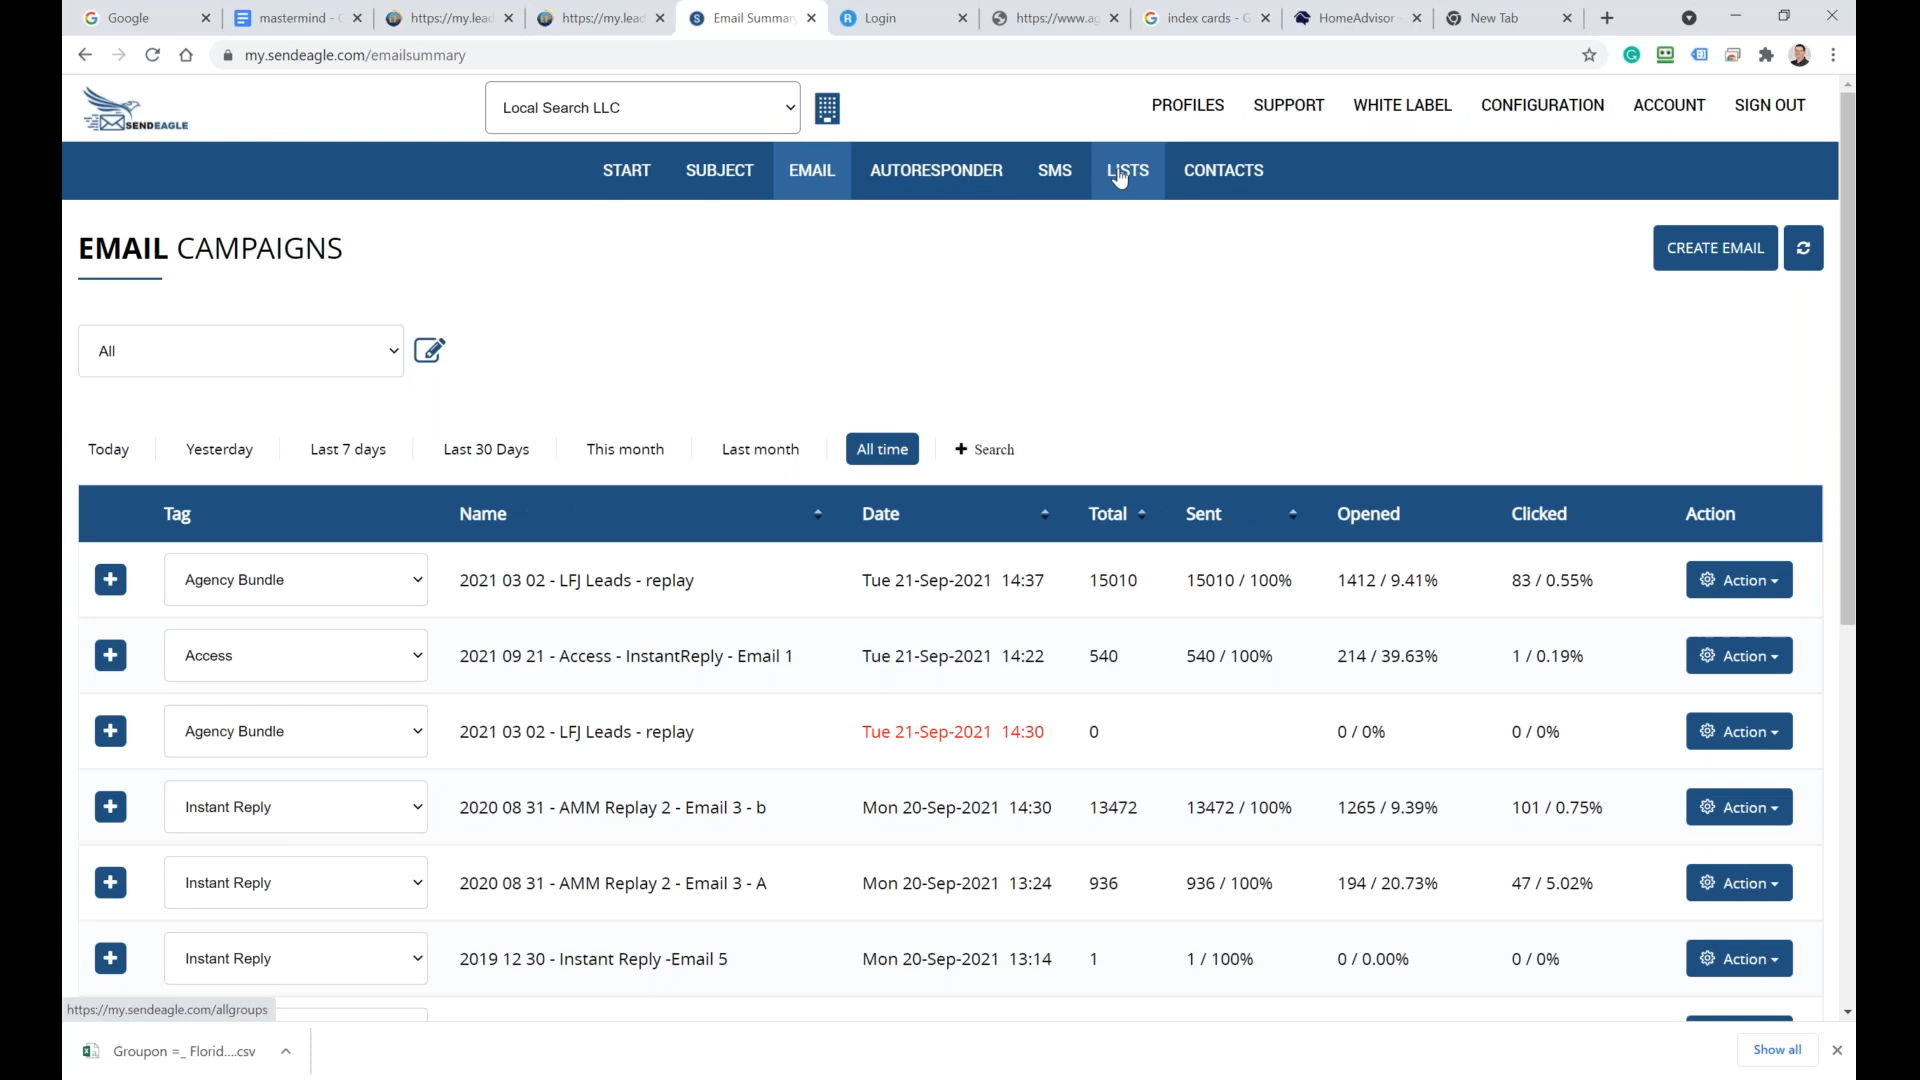 Google
mastermind - G
https://my.lead
https://my.lead
Email Summar
Login
https://www.ag
index cards - G
HomeAdvisor -
New Tab
my.sendeagle.com/emailsummary
SENDEAGLE
Local Search LLC
PROFILES SUPPORT WHITE LABEL CONFIGURATION ACCOUNT SIGN OUT
START SUBJECT EMAIL AUTORESPONDER SMS LISTS CONTACTS
EMAIL CAMPAIGNS
CREATE EMAIL
All
Today Yesterday Last 7 days Last 30 Days This month Last month All time Search
Tag Name Date Total Sent Opened Clicked Action
Agency Bundle 2021 03 02 - LFJ Leads - replay Tue 21-Sep-2021 14:37 15010 15010 / 100% 1412 / 9.41% 83 / 0.55% Action
Access 2021 09 21 - Access - InstantReply - Email 1 Tue 21-Sep-2021 14:22 540 540 / 100% 214 / 39.63% 1 / 0.19% Action
Agency Bundle 2021 03 02 - LFJ Leads - replay Tue 21-Sep-2021 14:30 0 0 / 0% 0 / 0% Action
Instant Reply 2020 08 31 - AMM Replay 2 - Email 3 - b Mon 20-Sep-2021 14:30 13472 13472 / 100% 1265 / 9.39% 101 / 0.75% Action
Instant Reply 2020 08 31 - AMM Replay 2 - Email 3 - A Mon 20-Sep-2021 13:24 936 936 / 100% 194 / 20.73% 47 / 5.02% Action
Instant Reply 2019 12 30 - Instant Reply -Email 5 Mon 20-Sep-2021 13:14 1 1 / 100% 0 / 0.00% 0 / 0% Action
https://my.sendeagle.com/allgroups
Groupon =_ Florid....csv
Show all